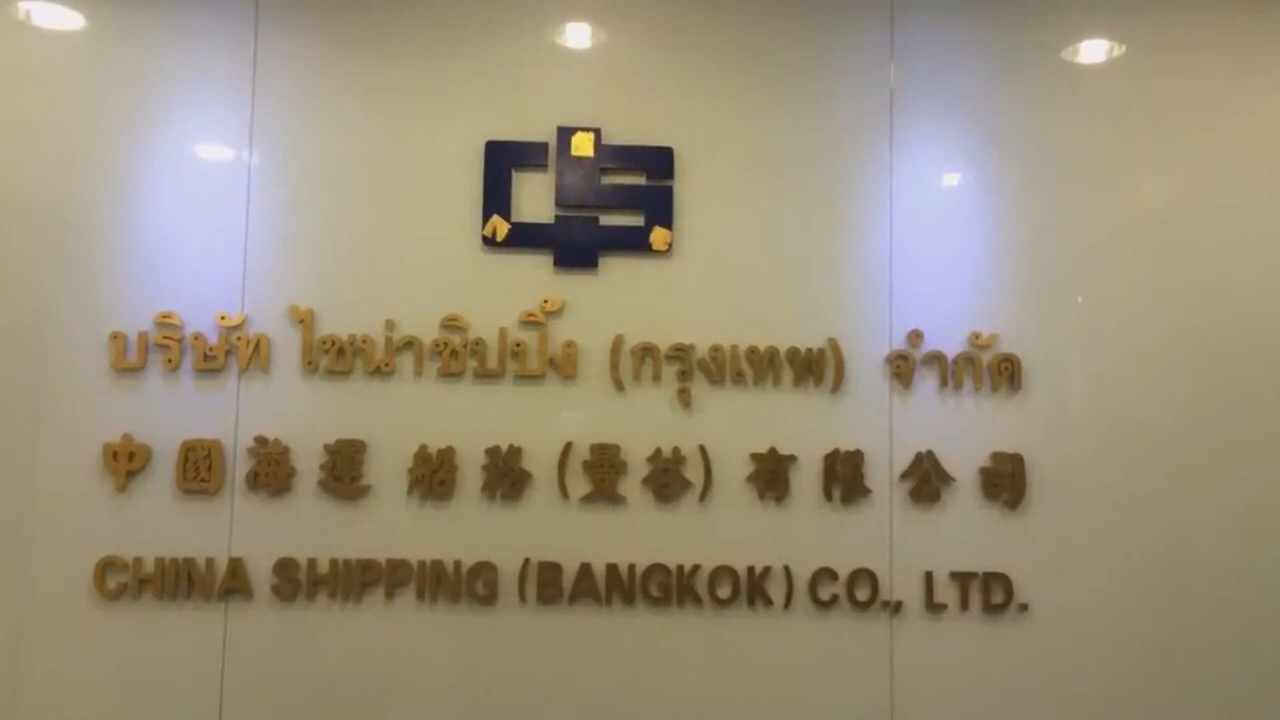 บริษัท ไชน่าชิปปิ้ง (กรุงเทพ) จำกัด
中國海運船務(曼谷)有限公司
CHINA SHIPPING (BANGKOK) CO., LTD.